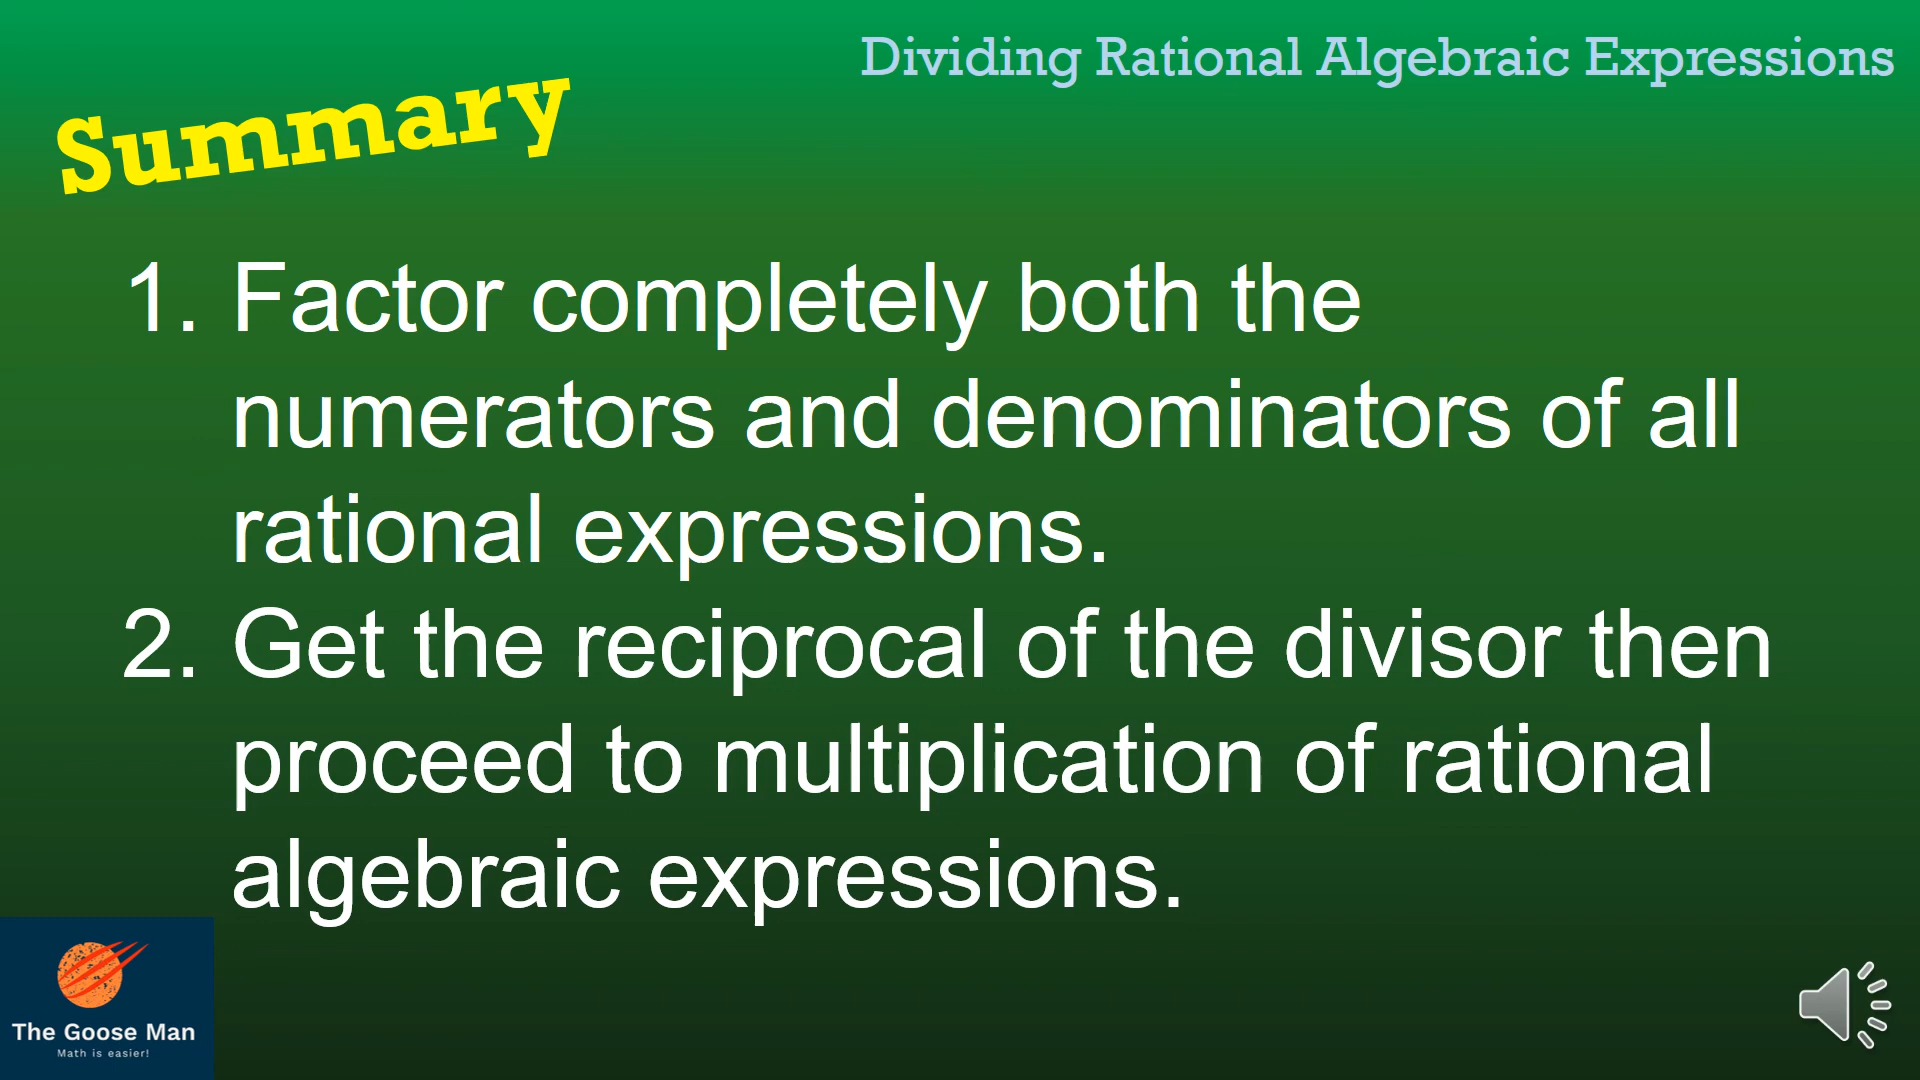 Dividing Rational Algebraic Expressions
Summary
1. Factor completely both the
numerators and denominators of all
rational expressions.
2. Get the reciprocal of the divisor then
proceed to multiplication of rational
algebraic expressions.
The Goose Man
Math is easier!